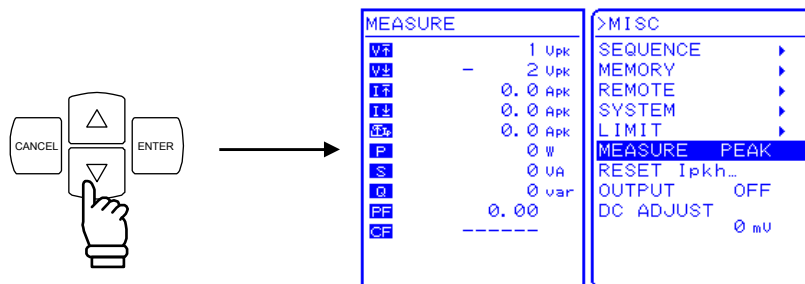 CANCEL
ENTER
MEASURE
V 1 Vpk
V - 2 Vpk
I 0.0 Apk
I 0.0 Apk
0.0 Apk
P 0 W
S 0 VA
Q 0 var
PF 0.00
CF ------
>MISC
SEQUENCE
MEMORY
REMOTE
SYSTEM
LIMIT
MEASURE PEAK
RESET Ipkh…
OUTPUT OFF
DC ADJUST
0 mV